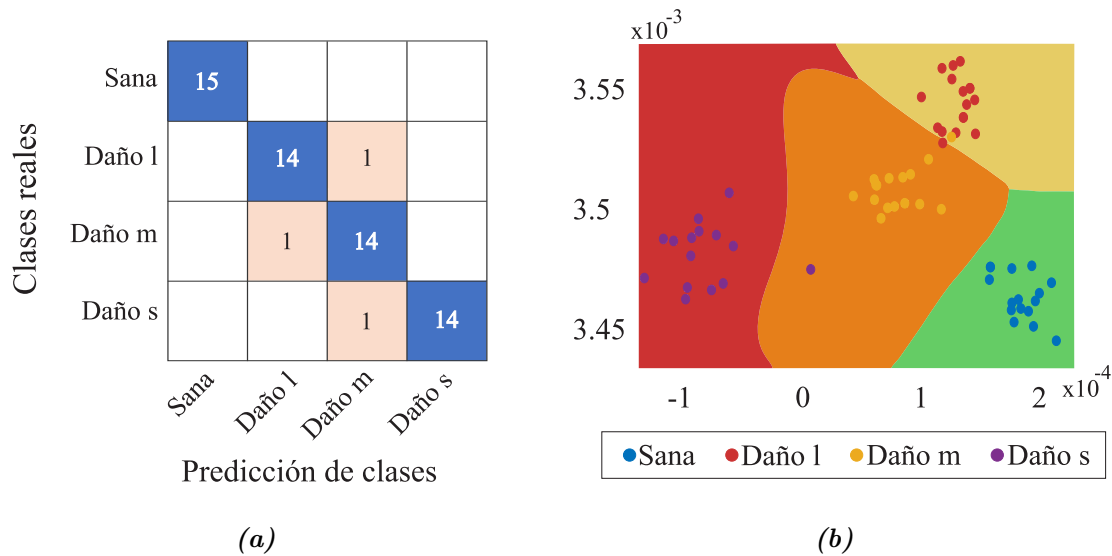 Clases reales
Sana
Daño l
Daño m
Daño s
15
14
1
1
14
1
14
Sana
Daño l
Daño m
Daño s
Predicción de clases
(a)
x10⁻³
3.55
3.5
3.45
-1
0
1
2
x10⁻⁴
Sana
Daño l
Daño m
Daño s
(b)